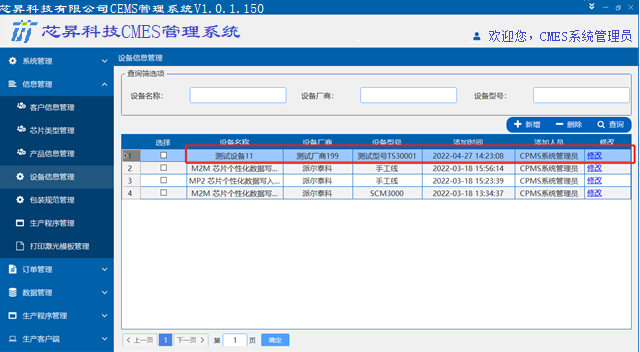 芯昇科技有限公司CEMS管理系统V1.0.1.150
芯昇科技CMES管理系统
欢迎您，CMES系统管理员
系统管理
信息管理
客户信息管理
芯片类型管理
产品信息管理
设备信息管理
包装规范管理
生产程序管理
打印激光模板管理
订单管理
数据管理
生产程序管理
生产客户端
设备信息管理
查询筛选项
设备名称： 设备厂商： 设备型号：
新增 删除 查询
选择 设备名称 设备厂商 设备型号 添加时间 添加人员 修改
1 测试设备11 测试厂商199 测试型号TS30001 2022-04-27 14:23:08 CPMS系统管理员 修改
2 M2M 芯片个性化数据写... 派尔泰科 手工线 2022-03-18 15:56:14 CPMS系统管理员 修改
3 MP2 芯片个性化数据写入... 派尔泰科 手工线 2022-03-18 15:23:39 CPMS系统管理员 修改
4 M2M 芯片个性化数据写... 派尔泰科 SCM3000 2022-03-18 13:34:37 CPMS系统管理员 修改
上一页 1 下一页 第 1 页 确定